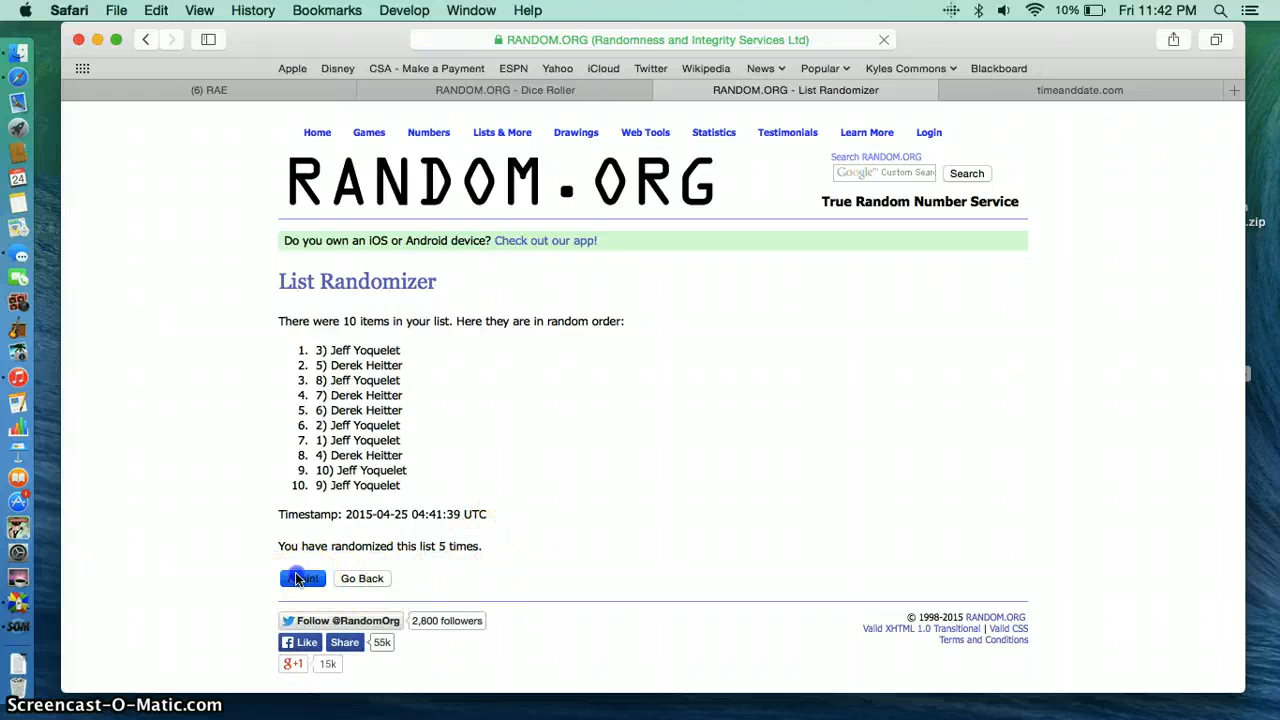 Safari File Edit View History Bookmarks Develop Window Help 10% Fri 11:42 PM
RANDOM.ORG (Randomness and Integrity Services Ltd)
Apple Disney CSA - Make a Payment ESPN Yahoo iCloud Twitter Wikipedia News Popular Kyles Commons Blackboard
(6) RAE RANDOM.ORG - Dice Roller RANDOM.ORG - List Randomizer timeanddate.com
Home Games Numbers Lists & More Drawings Web Tools Statistics Testimonials Learn More Login
Search RANDOM.ORG
RANDOM.ORG
Google™ Custom Sear Search
True Random Number Service
.zip
Do you own an iOS or Android device? Check out our app!
List Randomizer
There were 10 items in your list. Here they are in random order:
1. 3) Jeff Yoquelet
2. 5) Derek Heitter
3. 8) Jeff Yoquelet
4. 7) Derek Heitter
5. 6) Derek Heitter
6. 2) Jeff Yoquelet
7. 1) Jeff Yoquelet
8. 4) Derek Heitter
9. 10) Jeff Yoquelet
10. 9) Jeff Yoquelet
Timestamp: 2015-04-25 04:41:39 UTC
You have randomized this list 5 times.
Go Back
Follow @RandomOrg 2,800 followers
Like Share 55k
g+1 15k
© 1998-2015 RANDOM.ORG
Valid XHTML 1.0 Transitional | Valid CSS
Terms and Conditions
24
SOM
Screencast-O-Matic.com